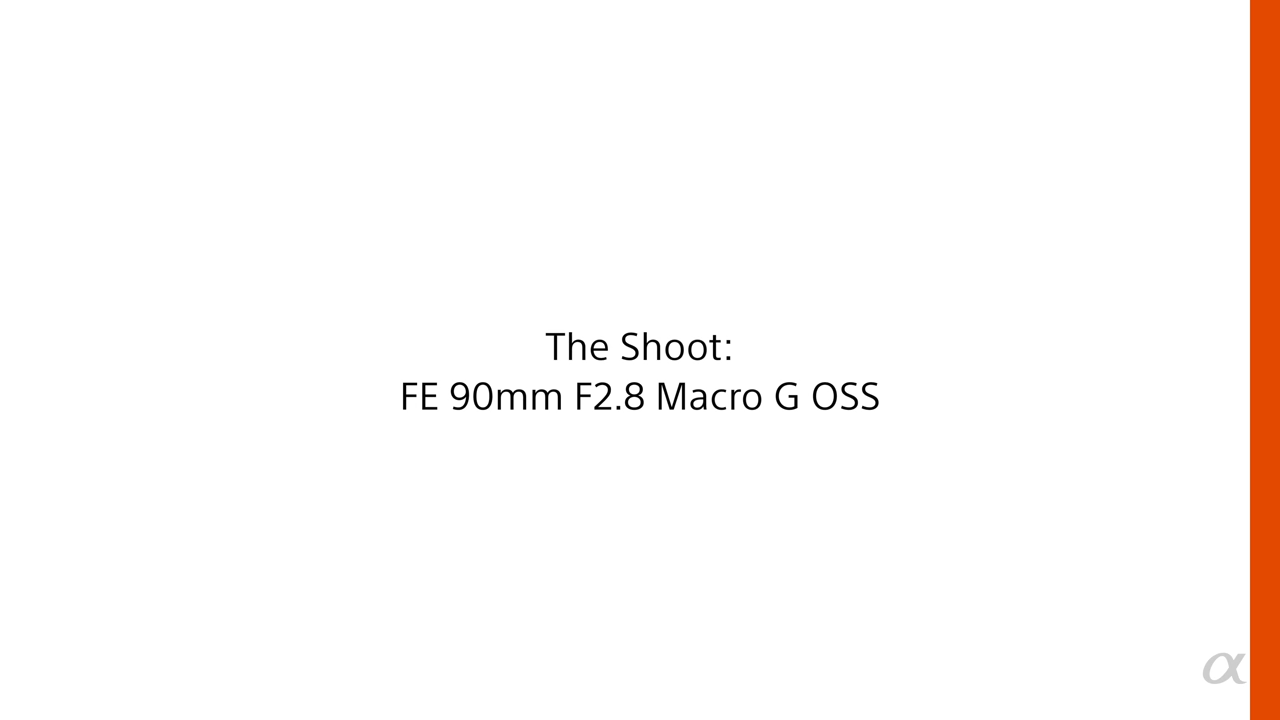 The Shoot:
FE 90mm F2.8 Macro G OSS
α